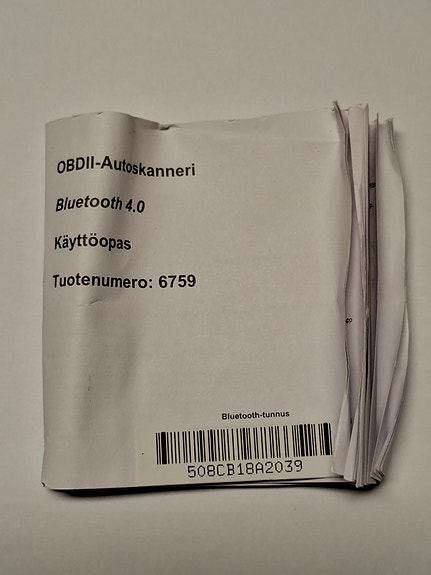 OBDII-Autoskanneri
Bluetooth 4.0
Käyttöopas
Tuotenumero: 6759
Bluetooth-tunnus
508CB18A2039